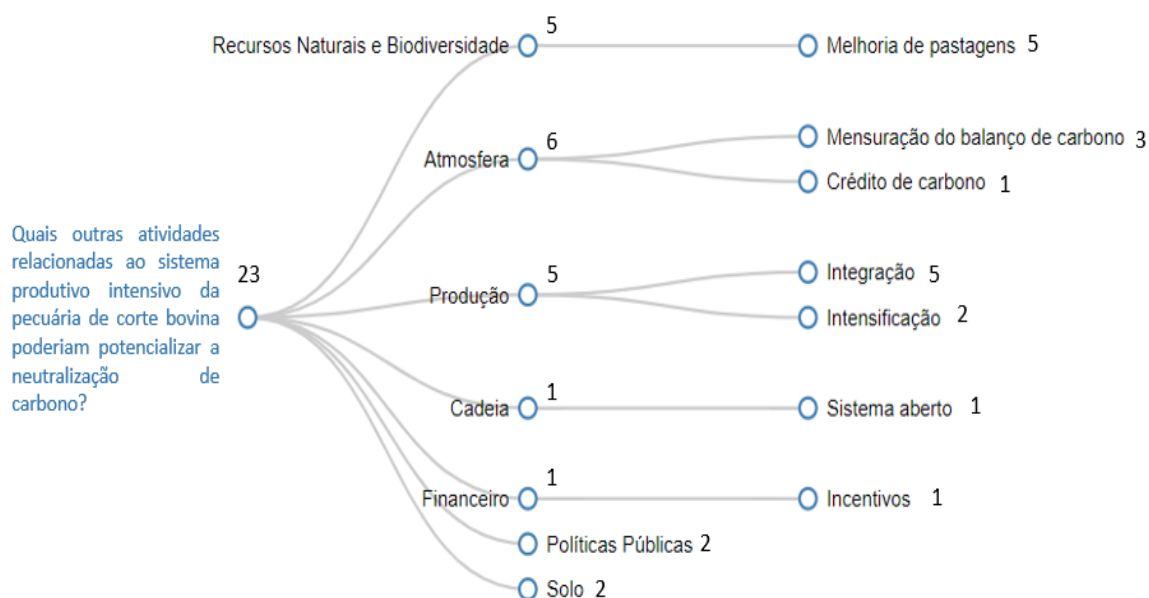 5
Recursos Naturais e Biodiversidade
Melhoria de pastagens 5
6
Mensuração do balanço de carbono 3
Atmosfera
Crédito de carbono 1
Quais outras atividades
relacionadas ao sistema
produtivo intensivo da
pecuária de corte bovina
poderiam potencializar a
neutralização de
carbono?
23
5
Integração 5
Produção
Intensificação 2
1
Cadeia
Sistema aberto 1
1
Financeiro
Incentivos 1
Políticas Públicas 2
Solo 2